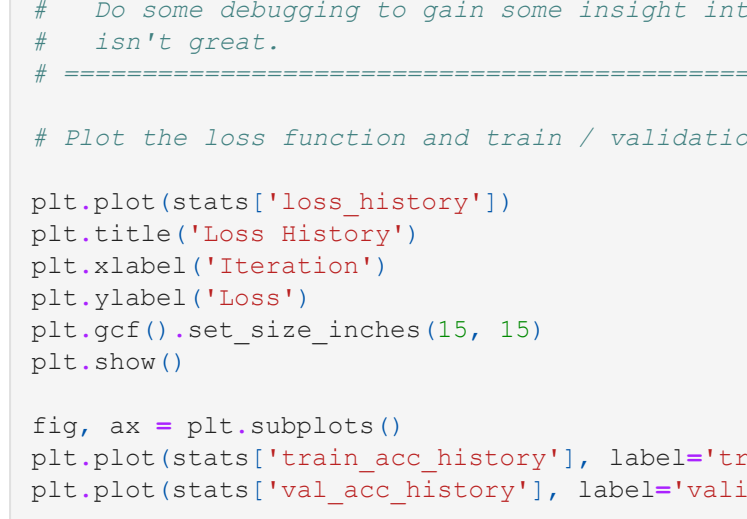 #   Do some debugging to gain some insight int
#   isn't great.
# ==============================================
# Plot the loss function and train / validatio
plt.plot(stats['loss_history'])
plt.title('Loss History')
plt.xlabel('Iteration')
plt.ylabel('Loss')
plt.gcf().set_size_inches(15, 15)
plt.show()
fig, ax = plt.subplots()
plt.plot(stats['train_acc_history'], label='tr
plt.plot(stats['val_acc_history'], label='vali